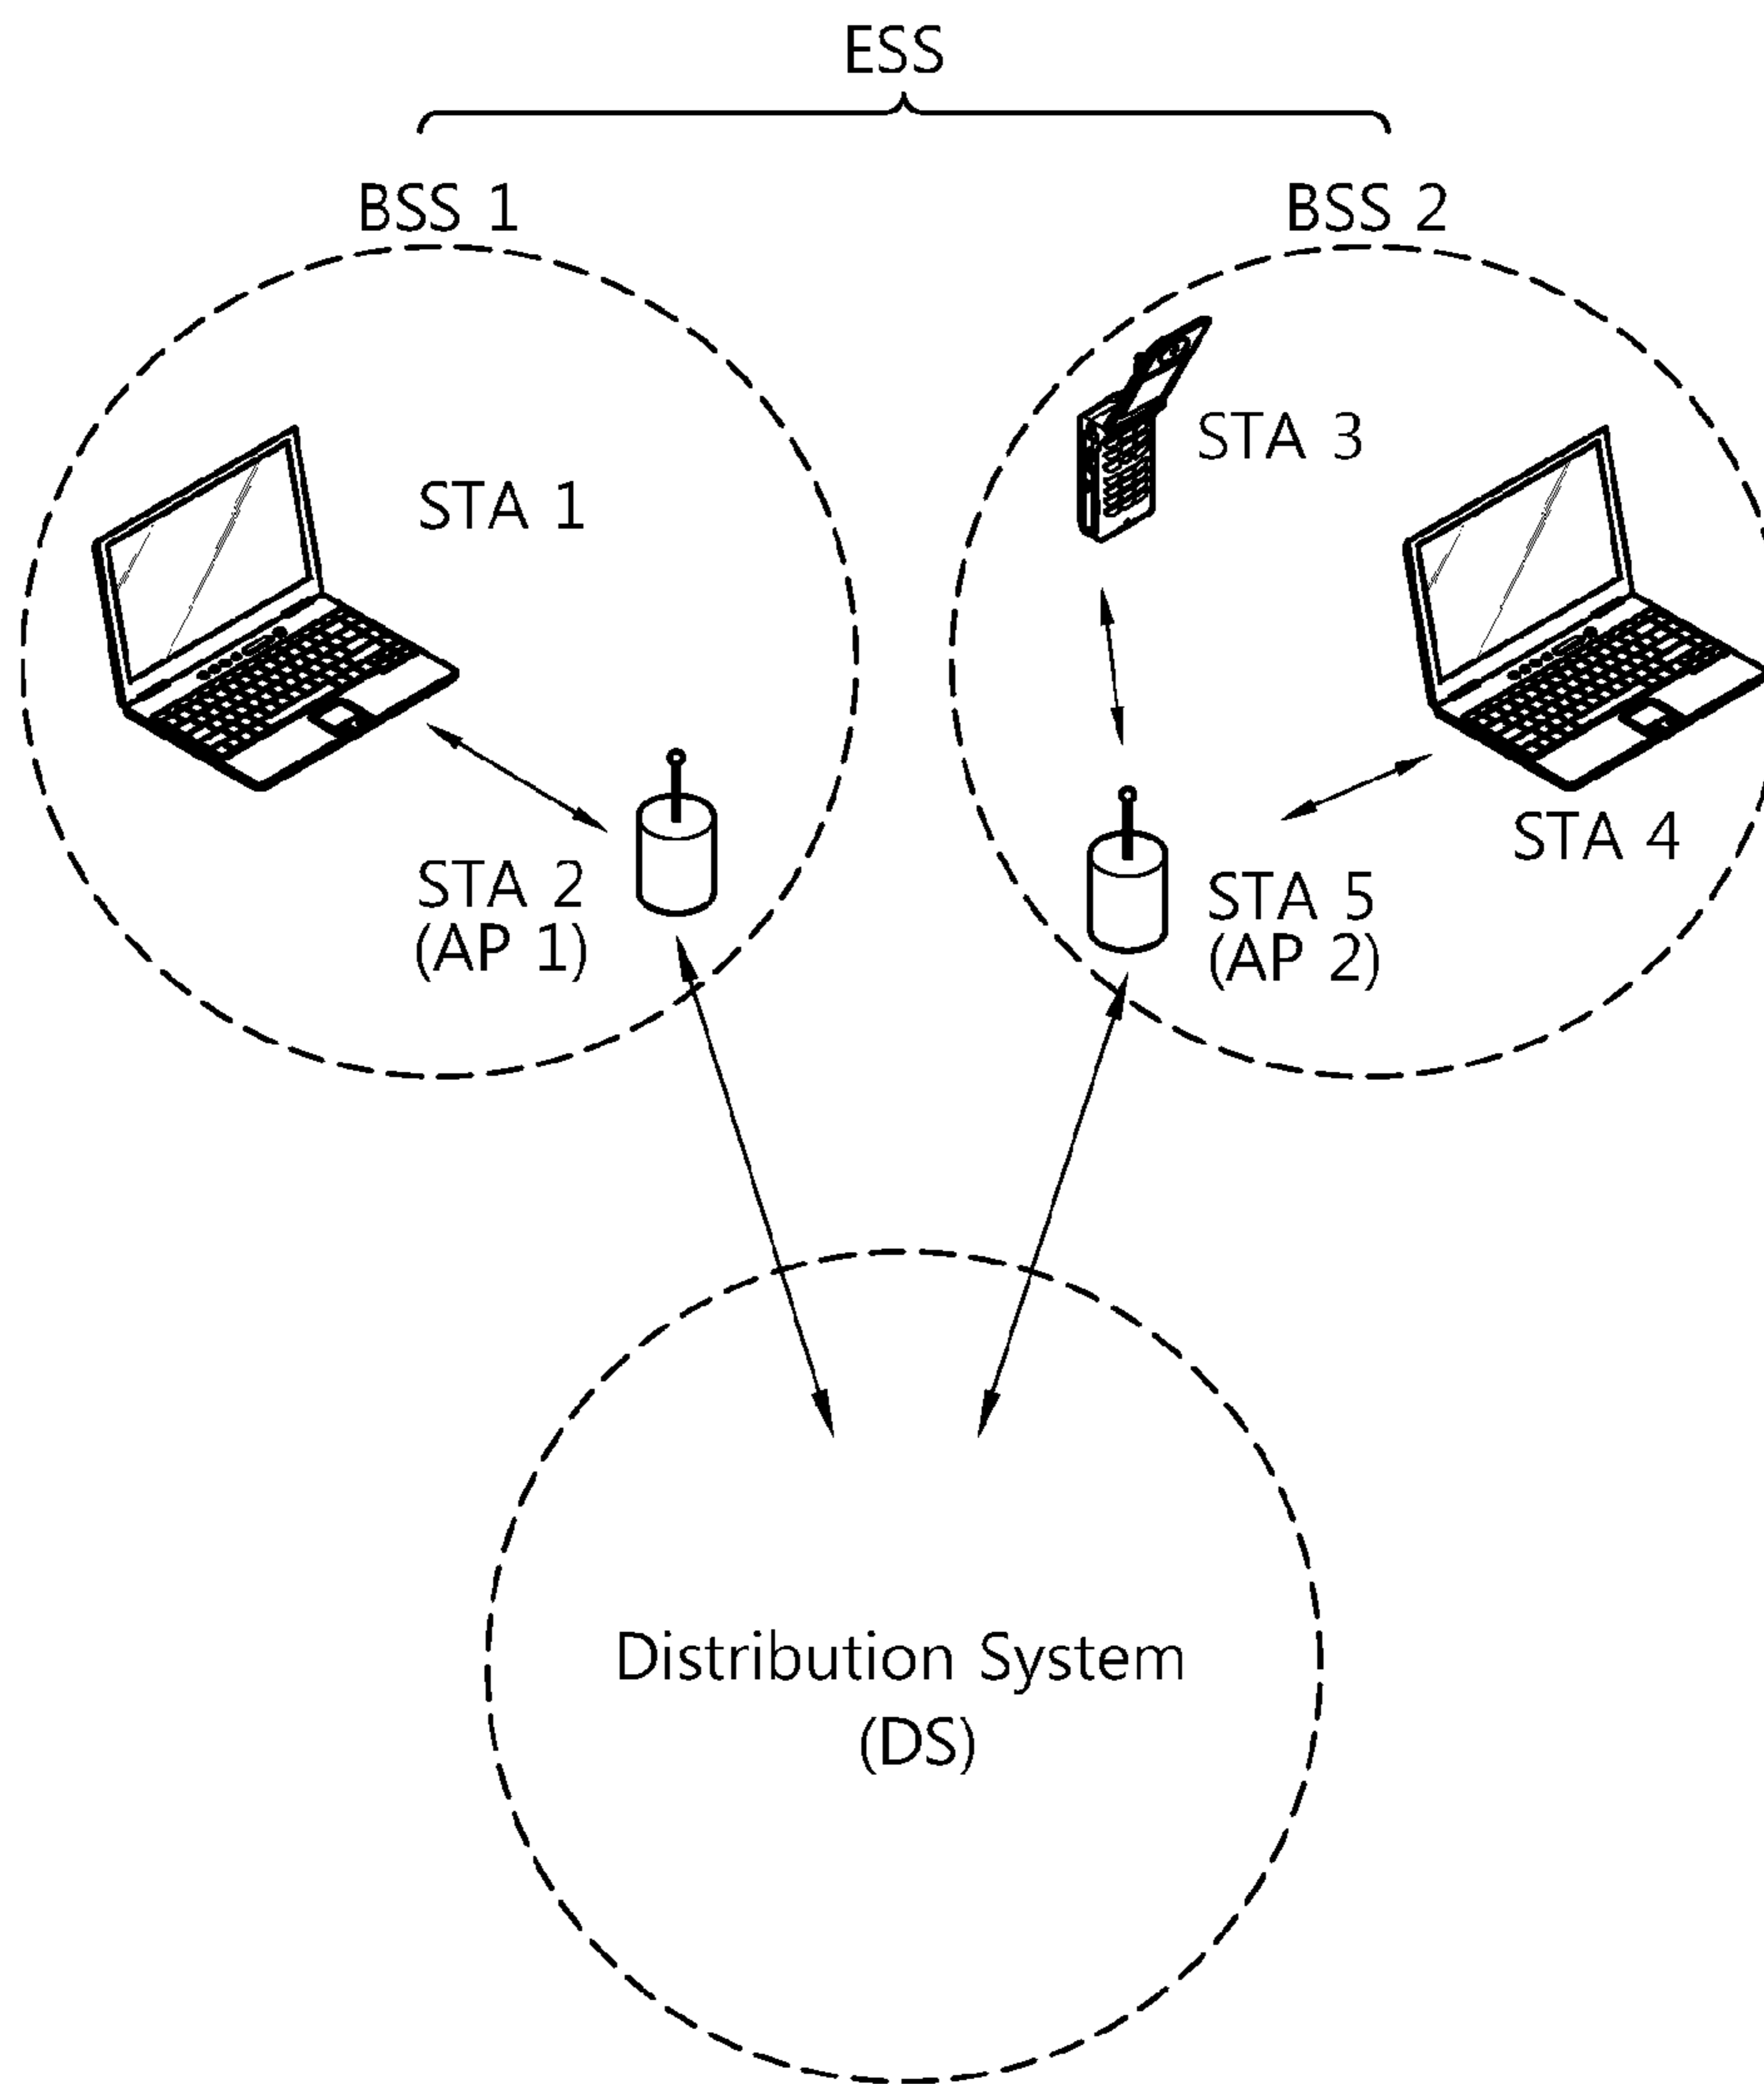 ESS
BSS 1
BSS 2
STA 3
STA 1
STA 4
STA 2
(AP 1)
STA 5
(AP 2)
Distribution System
(DS)